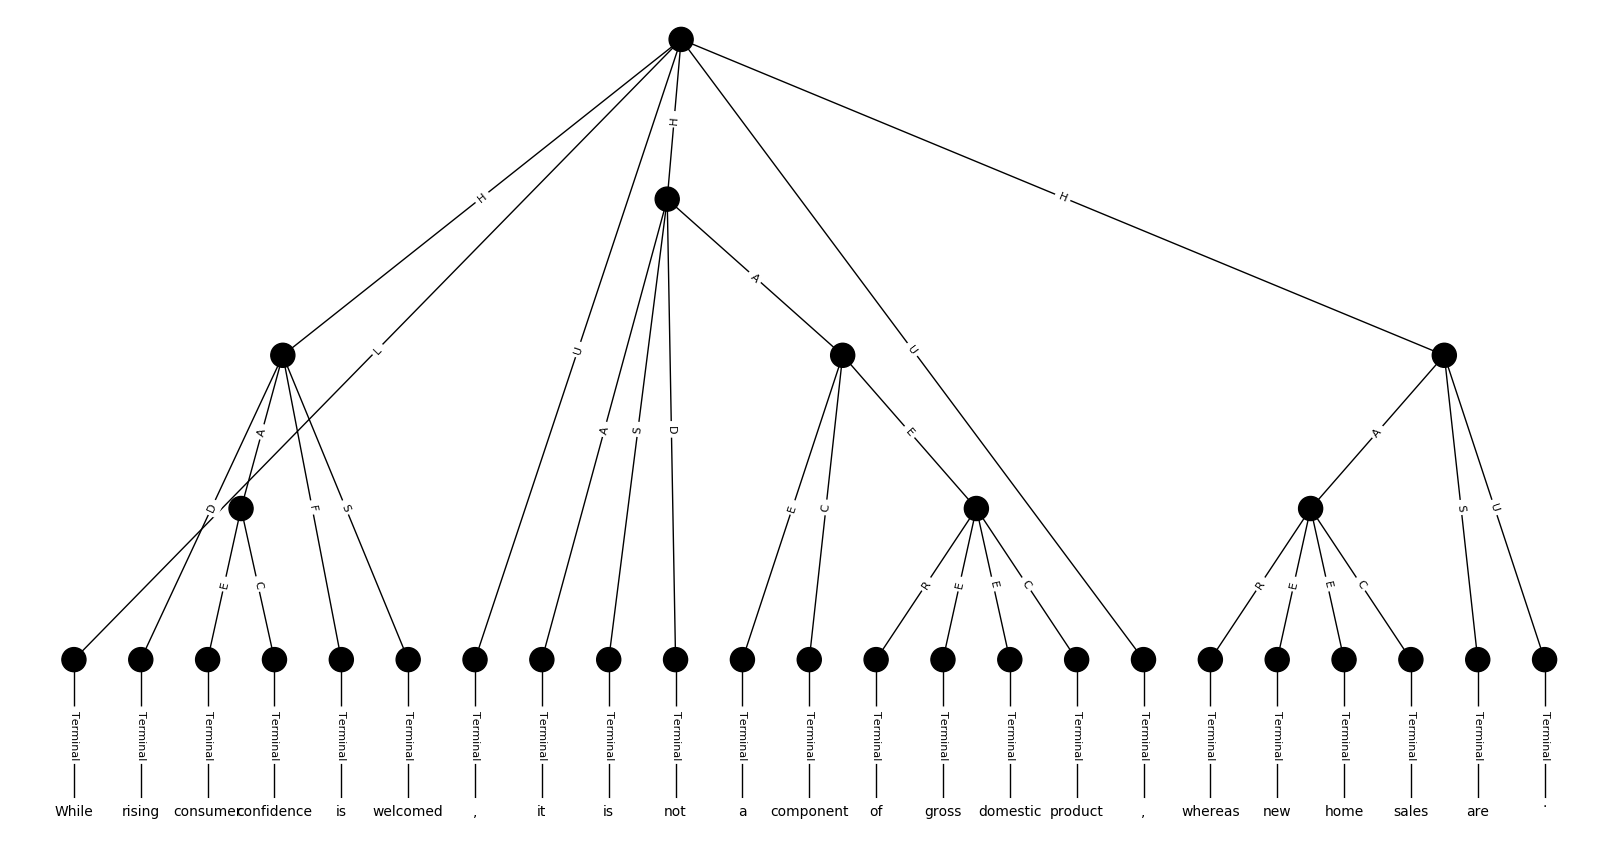 H
H
H
L
U
A
U
A
A
S
D
E
A
D
F
S
E
C
E
C
R
E
E
C
R
E
E
C
S
U
Terminal Terminal Terminal Terminal Terminal Terminal Terminal Terminal Terminal Terminal Terminal Terminal Terminal Terminal Terminal Terminal Terminal Terminal Terminal Terminal Terminal Terminal Terminal
While rising consumer confidence is welcomed , it is not a component of gross domestic product , whereas new home sales are .